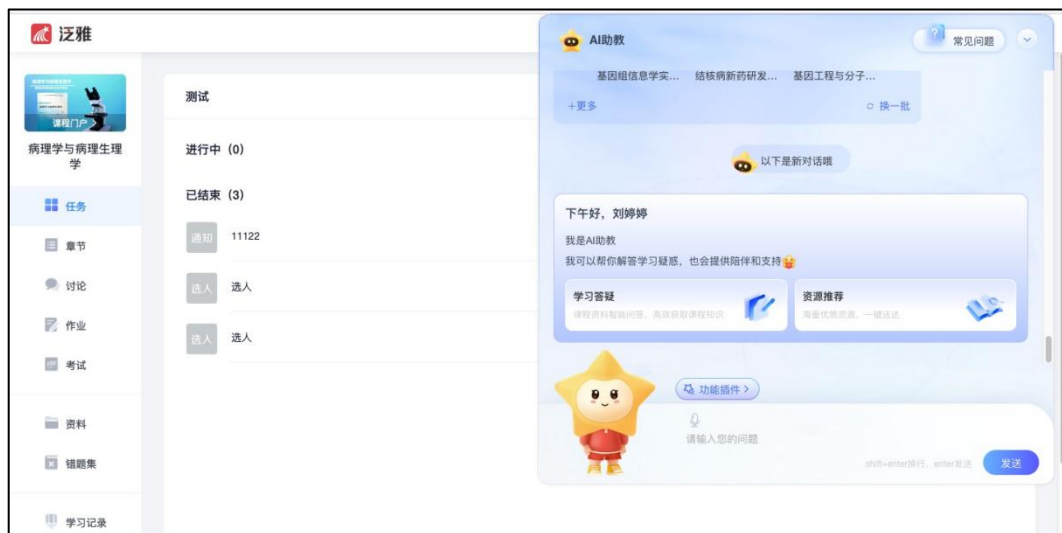 泛雅
课程门户
病理学与病理生理
学
任务
章节
讨论
作业
考试
资料
错题集
学习记录
测试
进行中 (0)
已结束 (3)
通知 11122
选人 选人
选人 选人
AI助教
常见问题
基因组信息学实... 结核病新药研发... 基因工程与分子...
+更多 换一批
以下是新对话哦
下午好，刘婷婷
我是AI助教
我可以帮你解答学习疑惑，也会提供陪伴和支持
学习答疑
课程资料智能问答，高效获取课程知识
资源推荐
海量优质资源，一键送达
功能插件 >
请输入您的问题
shift+enter换行，enter发送
发送